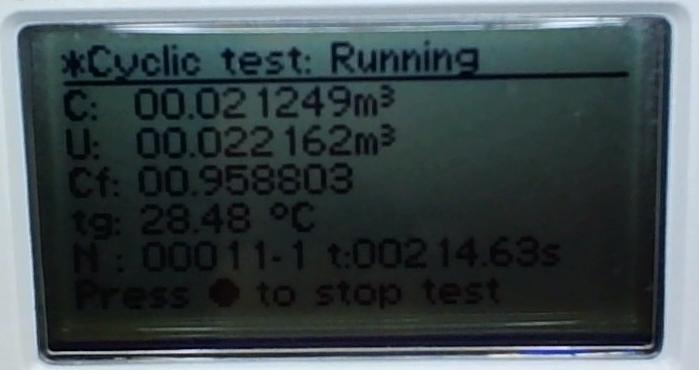 *Cyclic test: Running
C: 00.021249m³
U: 00.022162m³
Cf: 00.958803
tg: 28.48 °C
N : 00011-1 t:00214.63s
Press ● to stop test